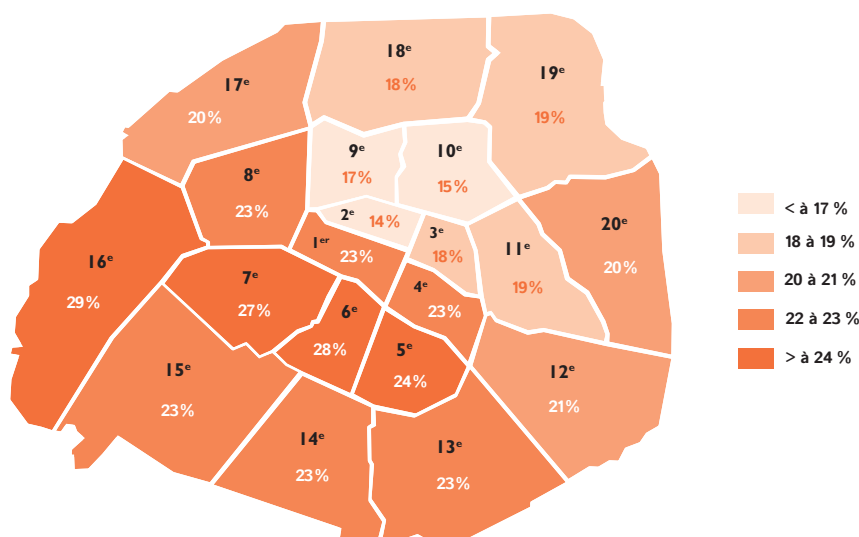 18ᵉ
18%
19ᵉ
19%
17ᵉ
20%
9ᵉ
17%
10ᵉ
15%
8ᵉ
23%
2ᵉ 14%
20ᵉ
20%
1ᵉʳ
23%
3ᵉ
18%
11ᵉ
19%
16ᵉ
29%
7ᵉ
27%
4ᵉ
23%
6ᵉ
28%
5ᵉ
24%
15ᵉ
23%
12ᵉ
21%
14ᵉ
23%
13ᵉ
23%
< à 17 %
18 à 19 %
20 à 21 %
22 à 23 %
> à 24 %